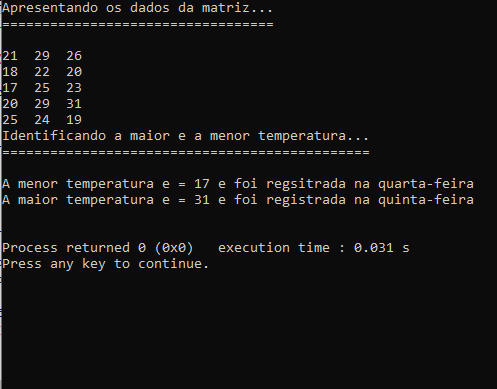 Apresentando os dados da matriz...
==================================
21  29  26
18  22  20
17  25  23
20  29  31
25  24  19
Identificando a maior e a menor temperatura...
==============================================
A menor temperatura e = 17 e foi regsitrada na quarta-feira
A maior temperatura e = 31 e foi registrada na quinta-feira
Process returned 0 (0x0)   execution time : 0.031 s
Press any key to continue.